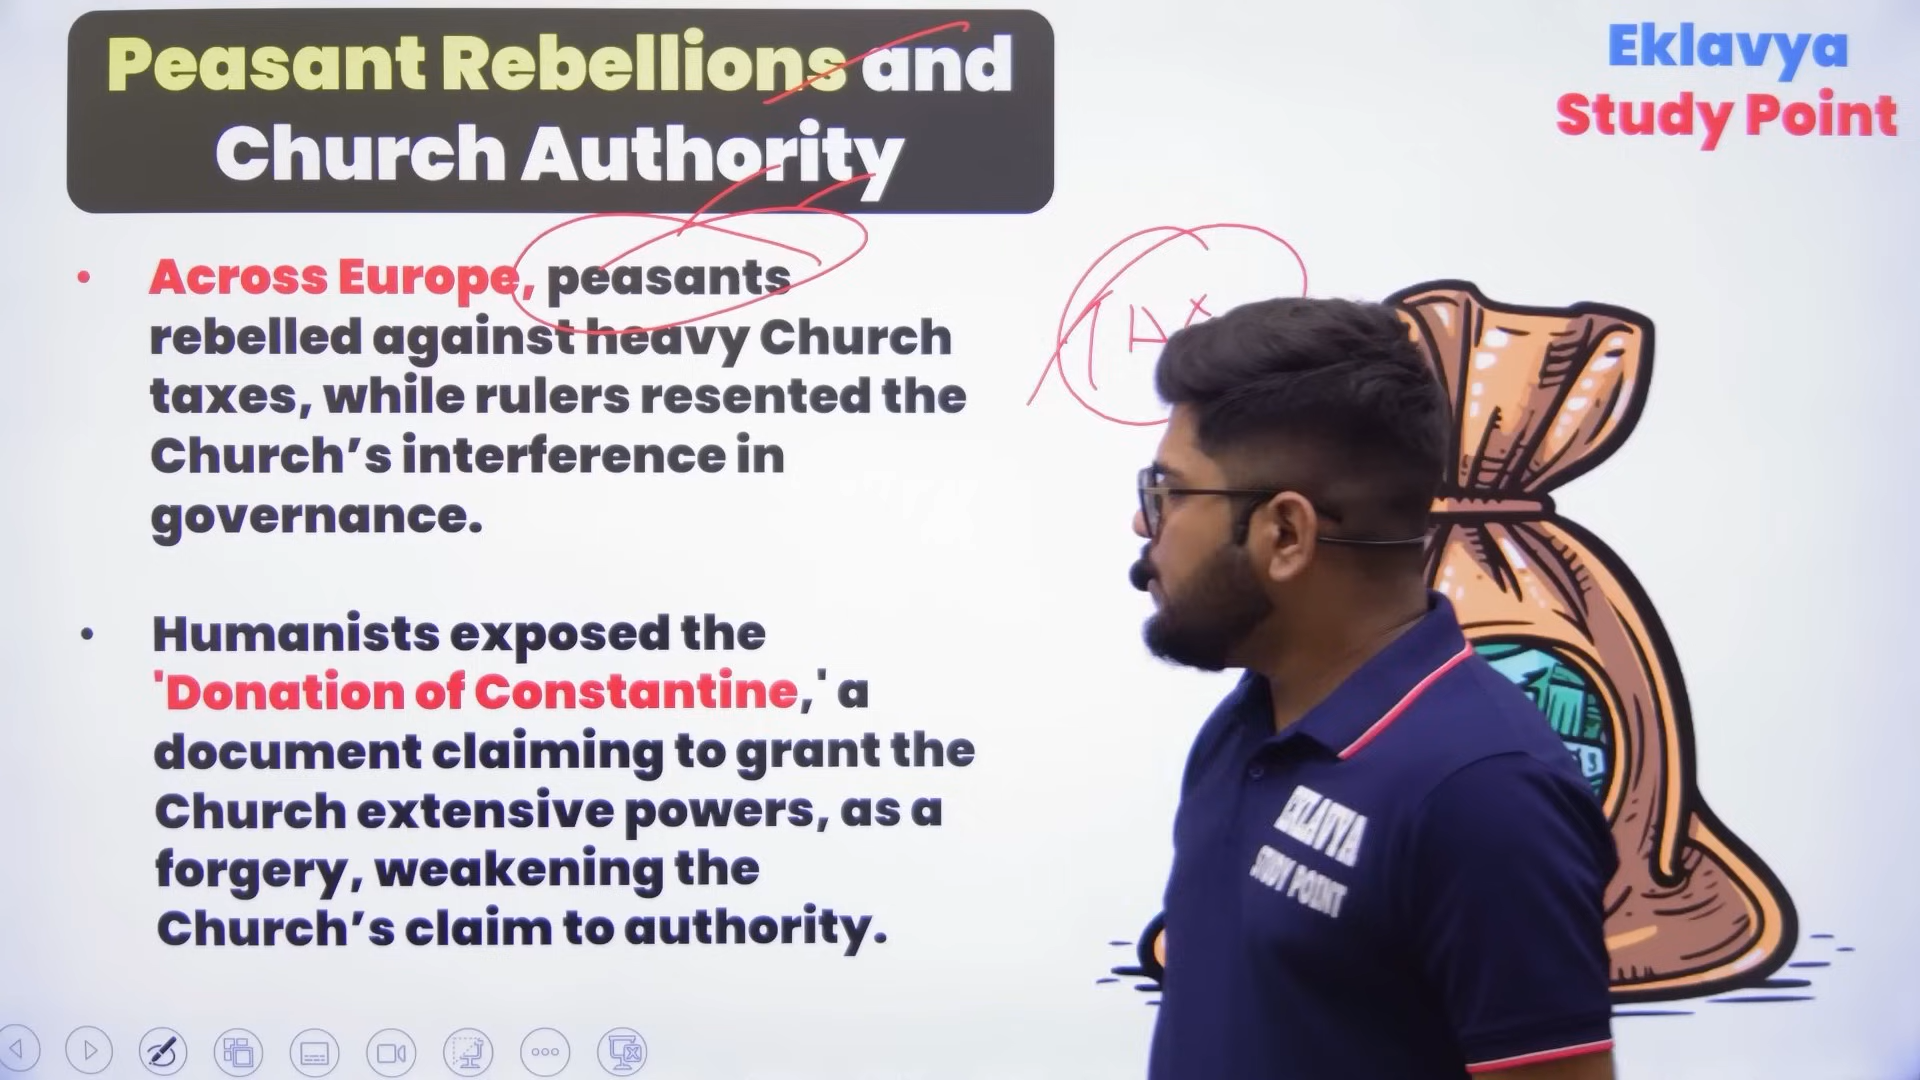 Peasant Rebellions and
Church Authority
Eklavya
Study Point
• Across Europe, peasants
rebelled against heavy Church
taxes, while rulers resented the
Church’s interference in
governance.
• Humanists exposed the
'Donation of Constantine,' a
document claiming to grant the
Church extensive powers, as a
forgery, weakening the
Church’s claim to authority.
EKLAVYA
STUDY POINT